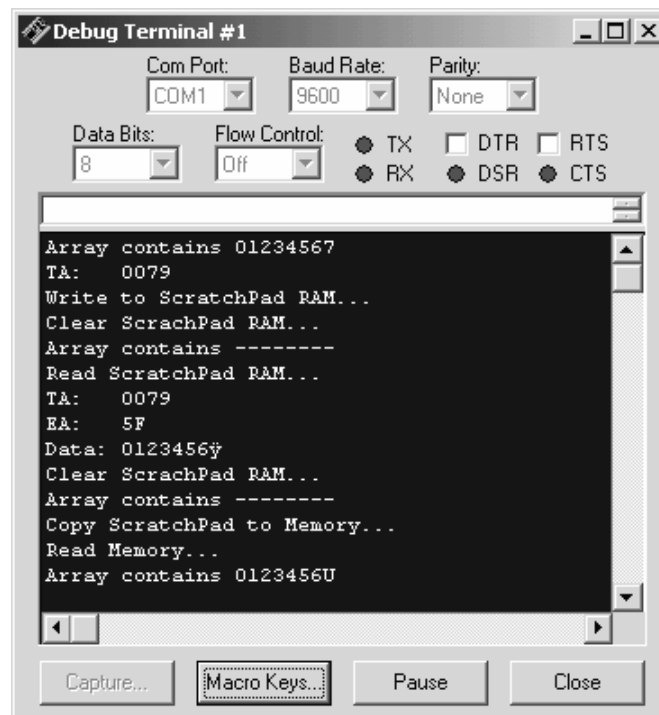 Debug Terminal #1
Com Port: Baud Rate: Parity:
COM1 9600 None
Data Bits: Flow Control: TX DTR RTS
8 Off RX DSR CTS
Array contains 01234567
TA: 0079
Write to ScratchPad RAM...
Clear ScrachPad RAM...
Array contains --------
Read ScratchPad RAM...
TA: 0079
EA: 5F
Data: 0123456ÿ
Clear ScrachPad RAM...
Array contains --------
Copy ScratchPad to Memory...
Read Memory...
Array contains 0123456U
Capture... Macro Keys... Pause Close